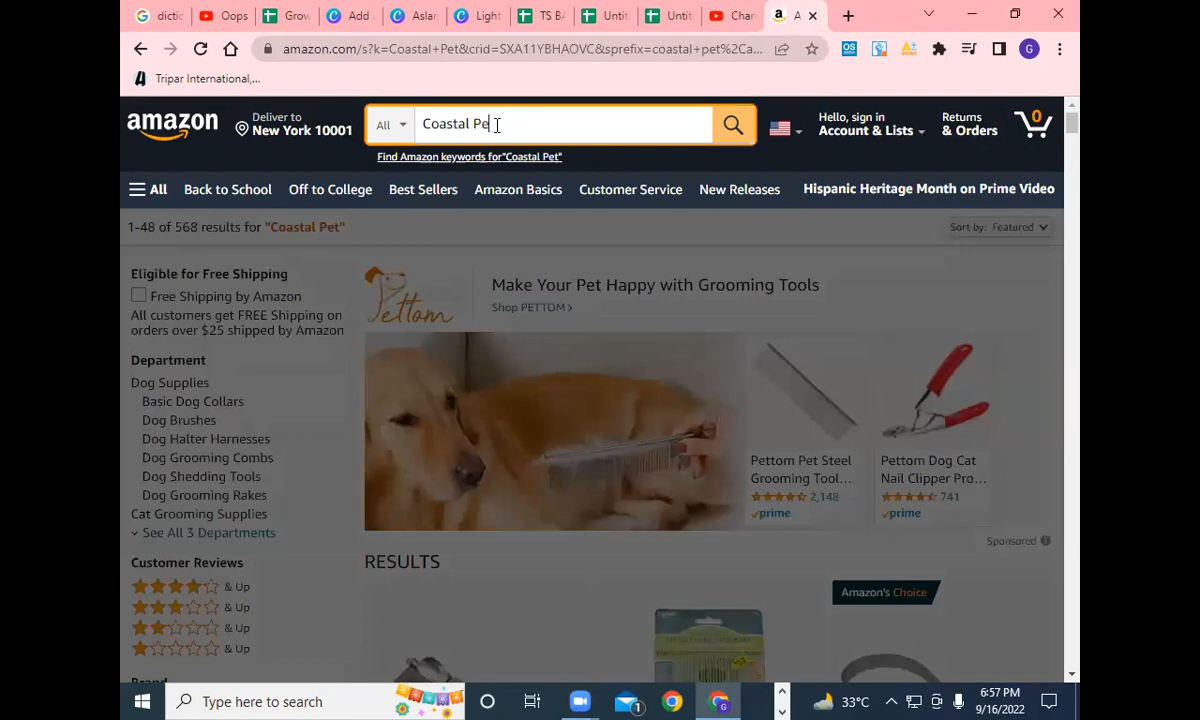 dictic
Oops
Grow
Add
Aslar
Light
TS BA
Untit
Untit
Chan
A
amazon.com/s?k=Coastal+Pet&crid=SXA11YBHAOVC&sprefix=coastal+pet%2Ca...
G
Tripar International,...
amazon
Deliver to
New York 10001
All
Coastal Pe
Find Amazon keywords for"Coastal Pet"
Hello, sign in
Account & Lists
Returns
& Orders
0
All
Back to School
Off to College
Best Sellers
Amazon Basics
Customer Service
New Releases
Hispanic Heritage Month on Prime Video
1-48 of 568 results for "Coastal Pet"
Sort by: Featured
Eligible for Free Shipping
Free Shipping by Amazon
All customers get FREE Shipping on
orders over $25 shipped by Amazon
Department
Dog Supplies
Basic Dog Collars
Dog Brushes
Dog Halter Harnesses
Dog Grooming Combs
Dog Shedding Tools
Dog Grooming Rakes
Cat Grooming Supplies
See All 3 Departments
Customer Reviews
& Up
& Up
& Up
& Up
Pettom
Make Your Pet Happy with Grooming Tools
Shop PETTOM >
Pettom Pet Steel
Grooming Tool...
2,148
prime
Pettom Dog Cat
Nail Clipper Pro...
741
prime
Sponsored
RESULTS
Amazon's Choice
Type here to search
1
33°C
6:57 PM
9/16/2022